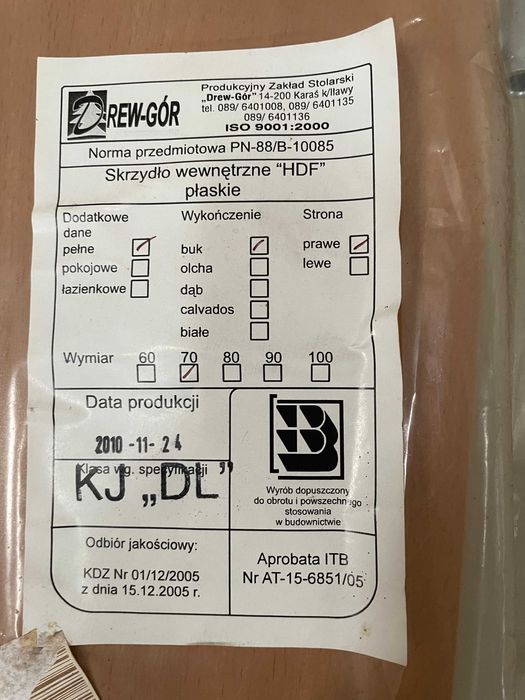 DREW-GÓR
Produkcyjny Zakład Stolarski
„Drew-Gór” 14-200 Karaś k/Iławy
tel. 089/ 6401008, 089/ 6401135
089/ 6401136
ISO 9001:2000
Norma przedmiotowa PN-88/B-10085
Skrzydło wewnętrzne “HDF”
płaskie
Dodatkowe
dane
pełne
pokojowe
łazienkowe
Wykończenie
buk
olcha
dąb
calvados
białe
Strona
prawe
lewe
Wymiar 60 70 80 90 100
Data produkcji
2010 -11- 24
Klasa wg. specyfikacji
KJ „DL”
B
Wyrób dopuszczony
do obrotu i powszechnego
stosowania
w budownictwie
Odbiór jakościowy:
KDZ Nr 01/12/2005
z dnia 15.12.2005 r.
Aprobata ITB
Nr AT-15-6851/05